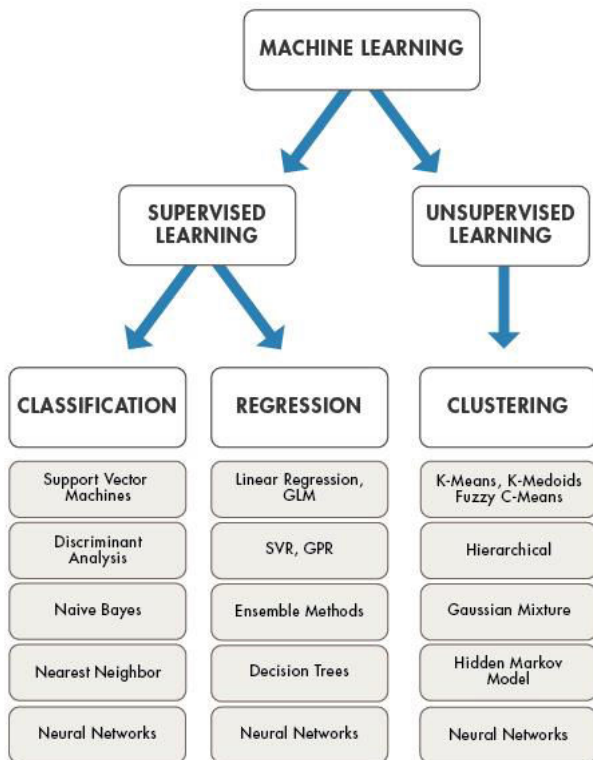 MACHINE LEARNING
SUPERVISED
LEARNING
UNSUPERVISED
LEARNING
CLASSIFICATION
Support Vector
Machines
Discriminant
Analysis
Naive Bayes
Nearest Neighbor
Neural Networks
REGRESSION
Linear Regression,
GLM
SVR, GPR
Ensemble Methods
Decision Trees
Neural Networks
CLUSTERING
K-Means, K-Medoids
Fuzzy C-Means
Hierarchical
Gaussian Mixture
Hidden Markov
Model
Neural Networks